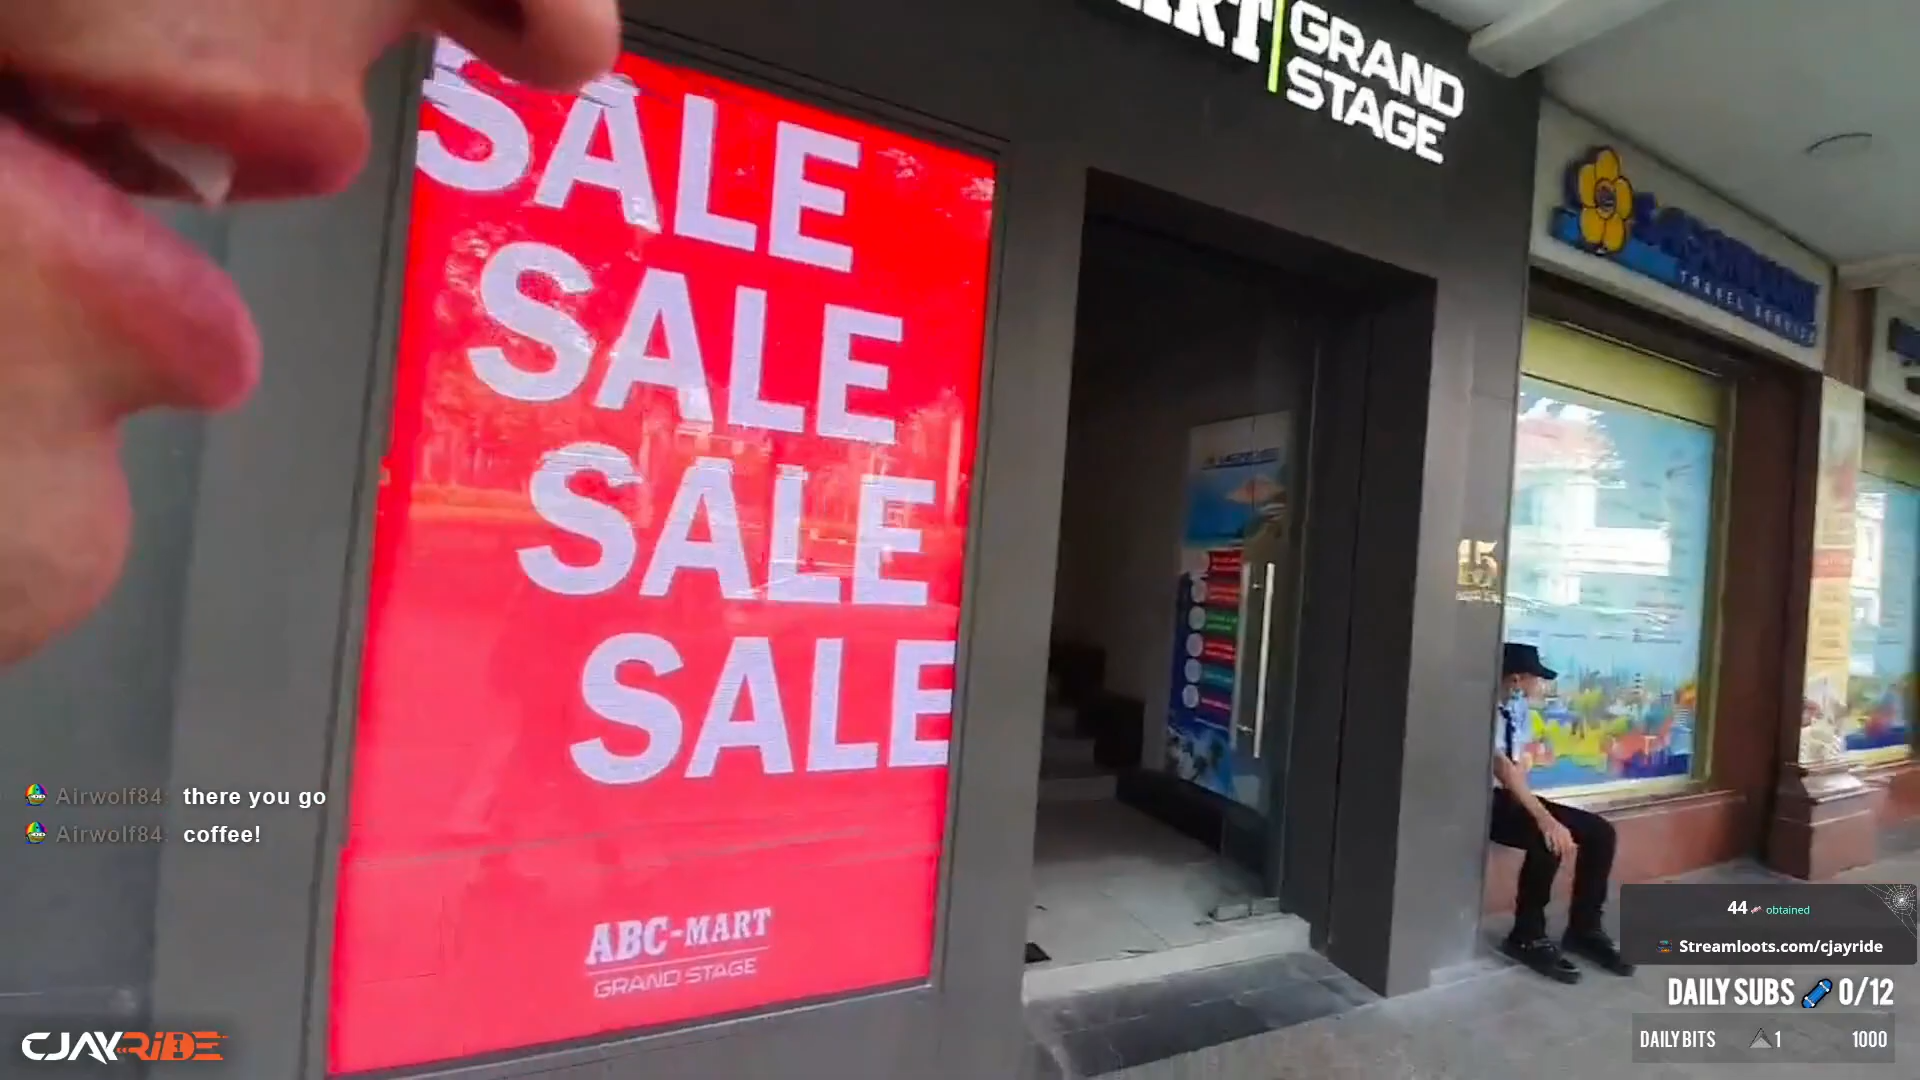 SALE
SALE
SALE
SALE
ABC-MART
GRAND STAGE
GRAND
STAGE
TRAVEL SERVICE
15
Airwolf84: there you go
Airwolf84: coffee!
CJAYRIDE
44 obtained
Streamloots.com/cjayride
DAILY SUBS 0/12
DAILY BITS 1 1000